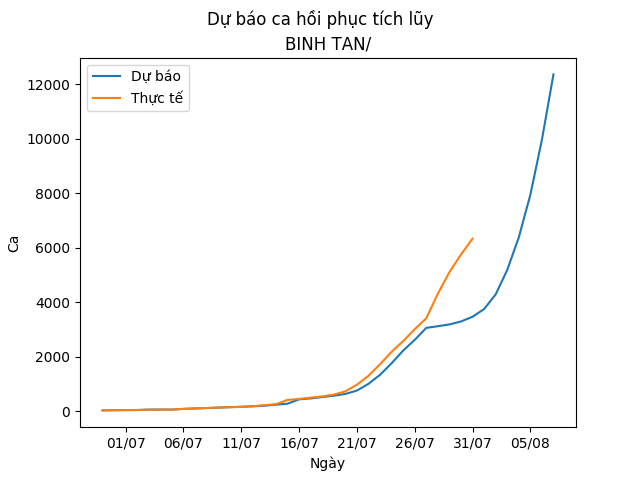 Dự báo ca hồi phục tích lũy
BINH TAN/
Dự báo
Thực tế
12000
10000
8000
6000
4000
2000
0
Ca
01/07 06/07 11/07 16/07 21/07 26/07 31/07 05/08
Ngày